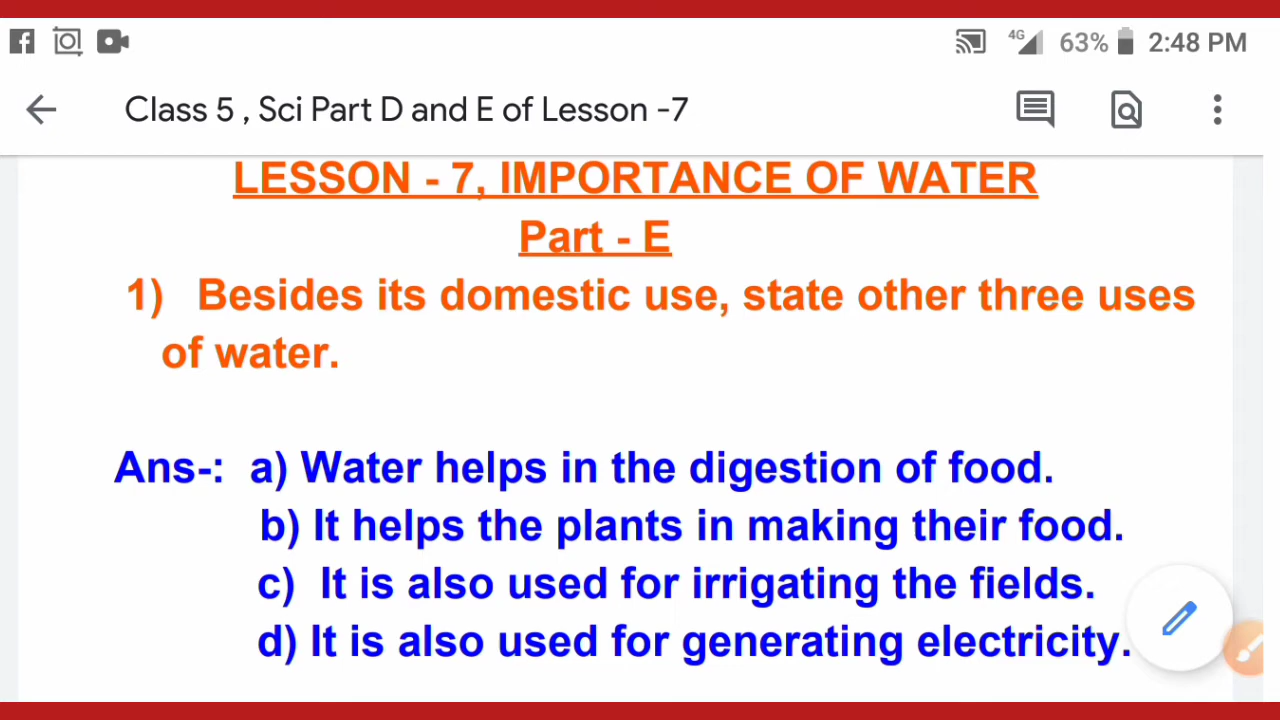 4G 63% 2:48 PM
Class 5 , Sci Part D and E of Lesson -7
LESSON - 7, IMPORTANCE OF WATER
Part - E
1) Besides its domestic use, state other three uses
of water.
Ans-: a) Water helps in the digestion of food.
b) It helps the plants in making their food.
c) It is also used for irrigating the fields.
d) It is also used for generating electricity.